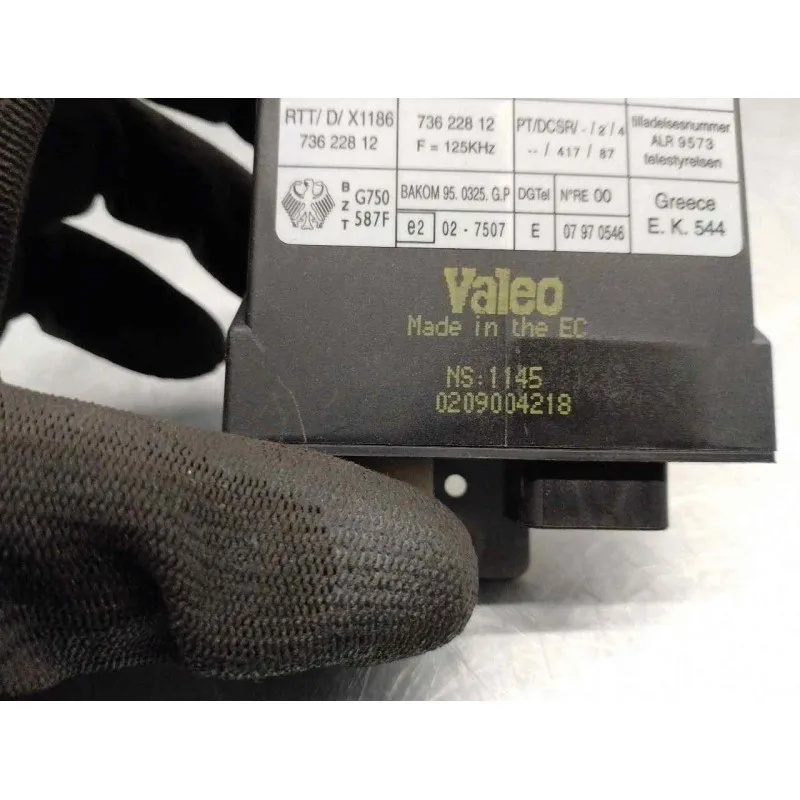 RTT/ D/ X1186
736 228 12
736 228 12
F = 125KHz
PT/DCSR/ - / 2 / 4
-- / 417 / 87
tilladelsesnummer
ALR 9573
telestyrelsen
BZT
G750
587F
BAKOM 95. 0325. G.P
e2 02 - 7507
DGTel N°RE 00
E 07 97 0546
Greece
E. K. 544
Valeo
Made in the EC
NS:1145
0209004218